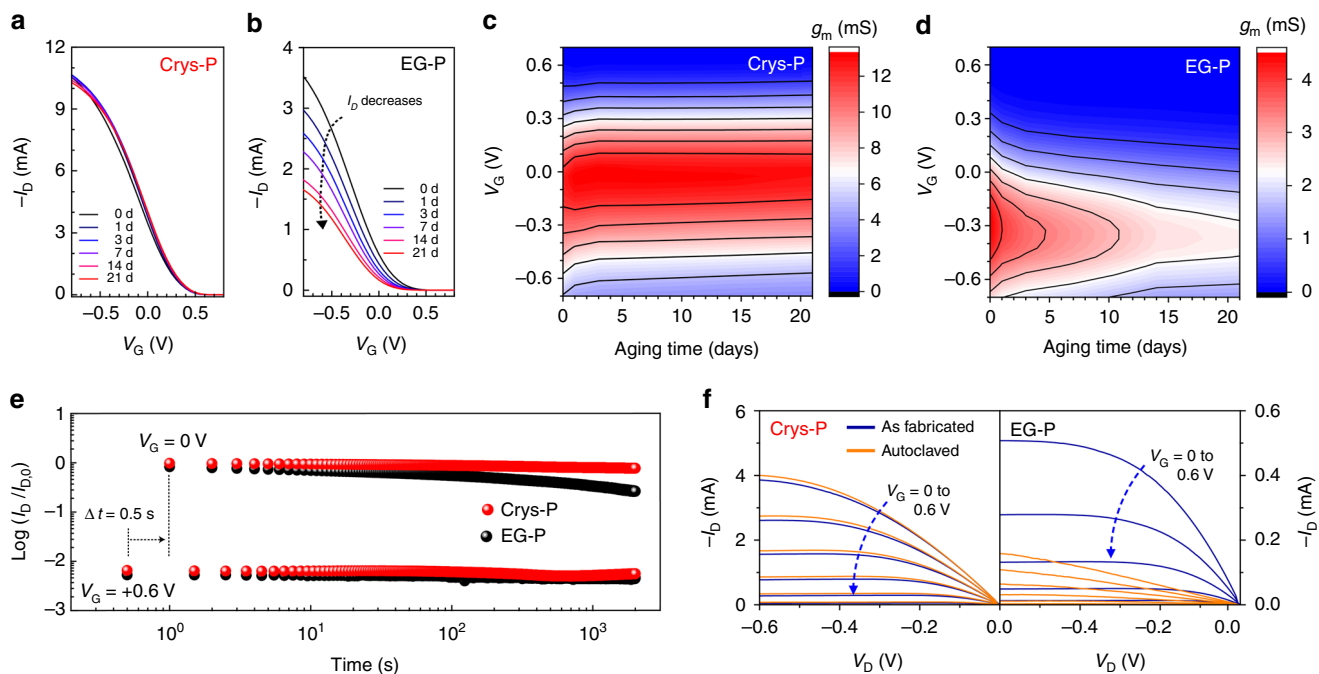 a
12
9
6
3
0
−I_D (mA)
Crys-P
0 d
1 d
3 d
7 d
14 d
21 d
−0.5 0.0 0.5
V_G (V)
b
4
3
2
1
0
−I_D (mA)
EG-P
I_D decreases
0 d
1 d
3 d
7 d
14 d
21 d
−0.5 0.0 0.5
V_G (V)
c
g_m (mS)
Crys-P
0.6
0.3
0.0
−0.3
−0.6
V_G (V)
0 5 10 15 20
Aging time (days)
12
10
8
6
4
2
0
d
g_m (mS)
EG-P
0.6
0.3
0.0
−0.3
−0.6
V_G (V)
0 5 10 15 20
Aging time (days)
4
3
2
1
0
e
1
0
−1
−2
−3
Log (I_D /I_D,0)
V_G = 0 V
Δ t = 0.5 s
V_G = +0.6 V
Crys-P
EG-P
10⁰ 10¹ 10² 10³
Time (s)
f
6
4
2
0
−I_D (mA)
Crys-P
As fabricated
Autoclaved
V_G = 0 to
0.6 V
−0.6 −0.4 −0.2 0.0
V_D (V)
EG-P
V_G = 0 to
0.6 V
−0.4 −0.2 0.0
V_D (V)
0.6
0.4
0.2
0.0
−I_D (mA)